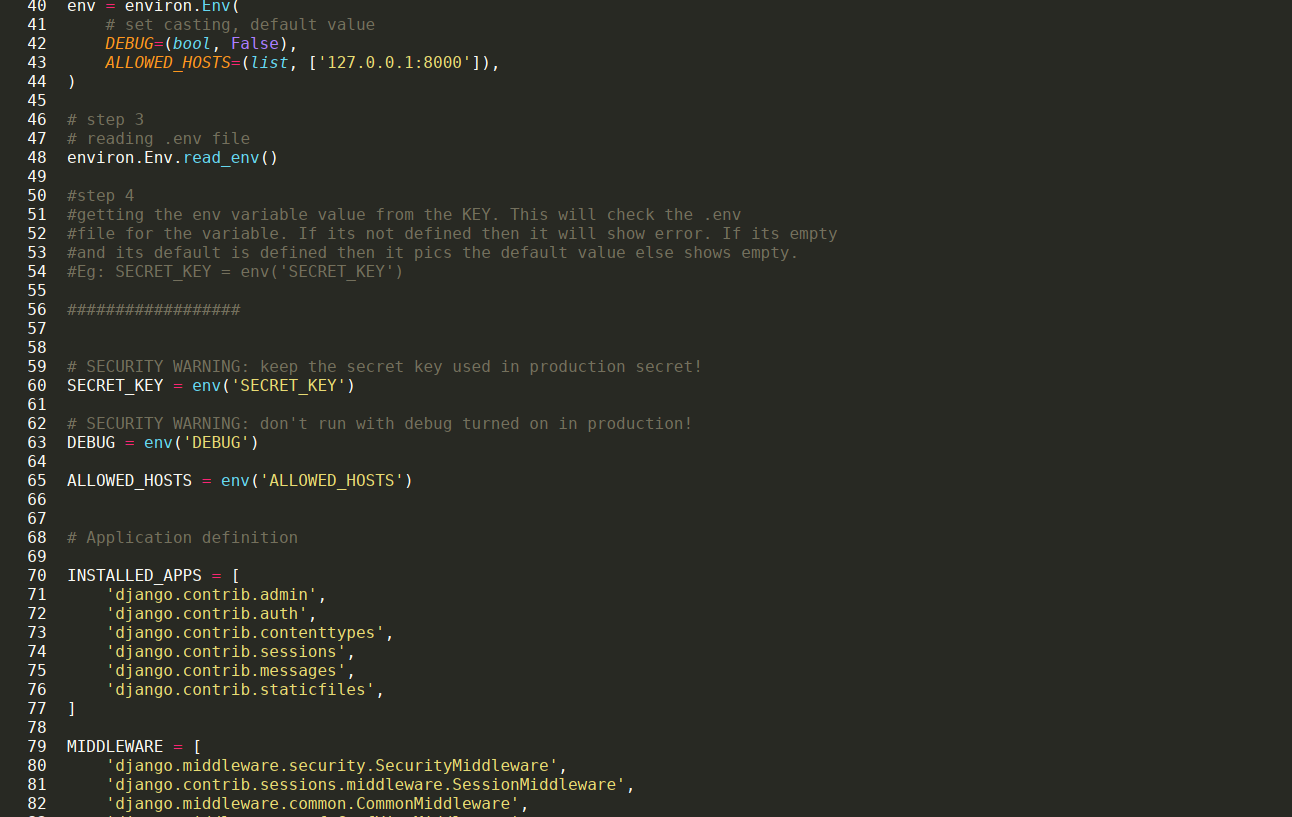 40 env = environ.Env(
41     # set casting, default value
42     DEBUG=(bool, False),
43     ALLOWED_HOSTS=(list, ['127.0.0.1:8000']),
44 )
45
46 # step 3
47 # reading .env file
48 environ.Env.read_env()
49
50 #step 4
51 #getting the env variable value from the KEY. This will check the .env
52 #file for the variable. If its not defined then it will show error. If its empty
53 #and its default is defined then it pics the default value else shows empty.
54 #Eg: SECRET_KEY = env('SECRET_KEY')
55
56 ##################
57
58
59 # SECURITY WARNING: keep the secret key used in production secret!
60 SECRET_KEY = env('SECRET_KEY')
61
62 # SECURITY WARNING: don't run with debug turned on in production!
63 DEBUG = env('DEBUG')
64
65 ALLOWED_HOSTS = env('ALLOWED_HOSTS')
66
67
68 # Application definition
69
70 INSTALLED_APPS = [
71     'django.contrib.admin',
72     'django.contrib.auth',
73     'django.contrib.contenttypes',
74     'django.contrib.sessions',
75     'django.contrib.messages',
76     'django.contrib.staticfiles',
77 ]
78
79 MIDDLEWARE = [
80     'django.middleware.security.SecurityMiddleware',
81     'django.contrib.sessions.middleware.SessionMiddleware',
82     'django.middleware.common.CommonMiddleware',